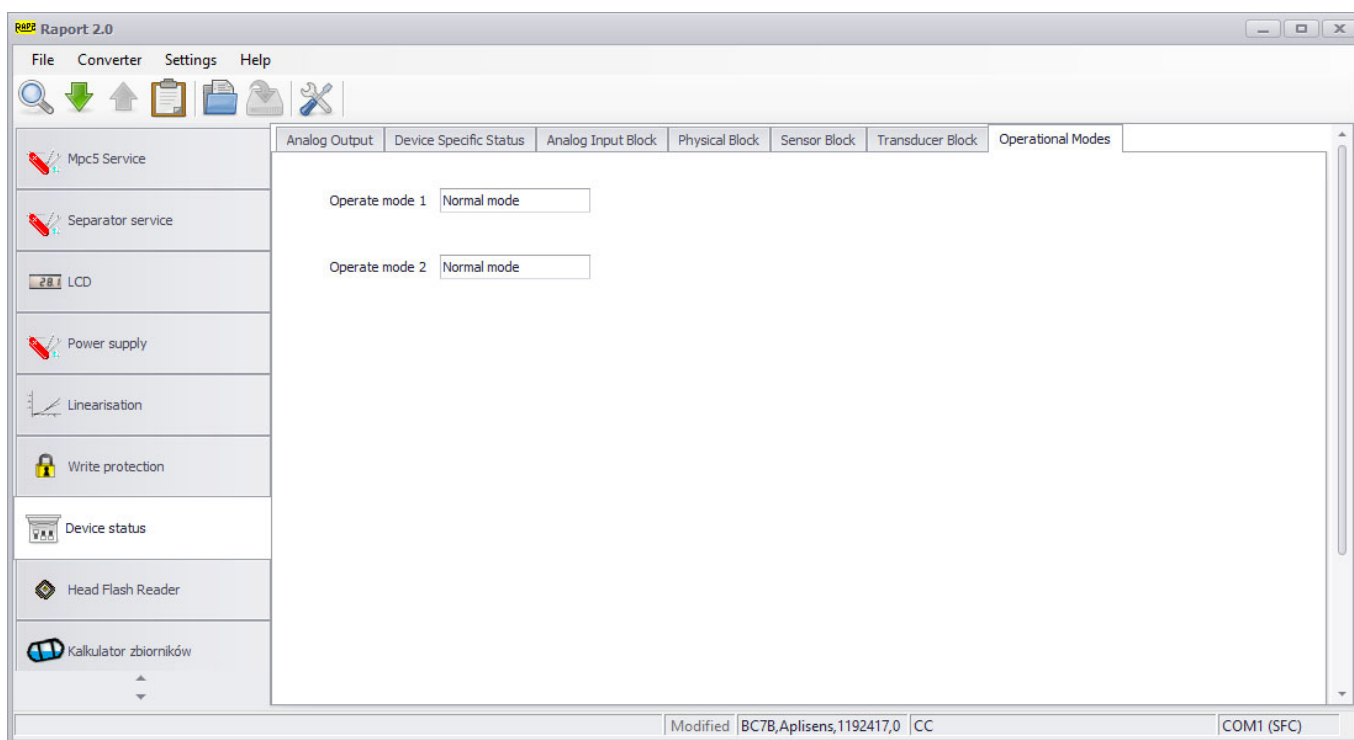 RAP2 Raport 2.0
File Converter Settings Help
Analog Output Device Specific Status Analog Input Block Physical Block Sensor Block Transducer Block Operational Modes
Mpc5 Service
Separator service
28.1 LCD
Power supply
Linearisation
Write protection
Device status
Head Flash Reader
Kalkulator zbiorników
Operate mode 1 Normal mode
Operate mode 2 Normal mode
Modified BC7B,Aplisens,1192417,0 CC COM1 (SFC)